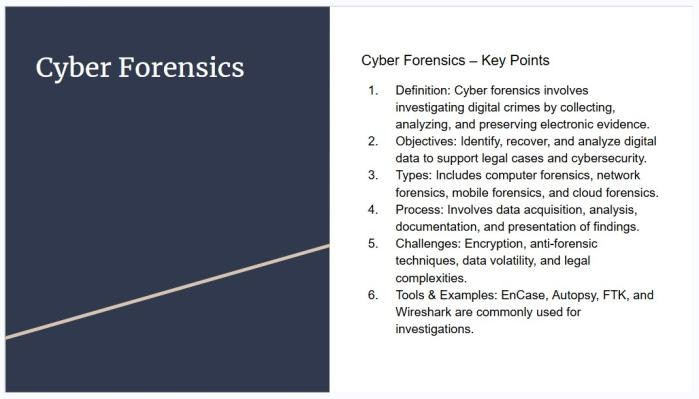 Cyber Forensics
Cyber Forensics – Key Points
1. Definition: Cyber forensics involves
investigating digital crimes by collecting,
analyzing, and preserving electronic evidence.
2. Objectives: Identify, recover, and analyze digital
data to support legal cases and cybersecurity.
3. Types: Includes computer forensics, network
forensics, mobile forensics, and cloud forensics.
4. Process: Involves data acquisition, analysis,
documentation, and presentation of findings.
5. Challenges: Encryption, anti-forensic
techniques, data volatility, and legal
complexities.
6. Tools & Examples: EnCase, Autopsy, FTK, and
Wireshark are commonly used for
investigations.